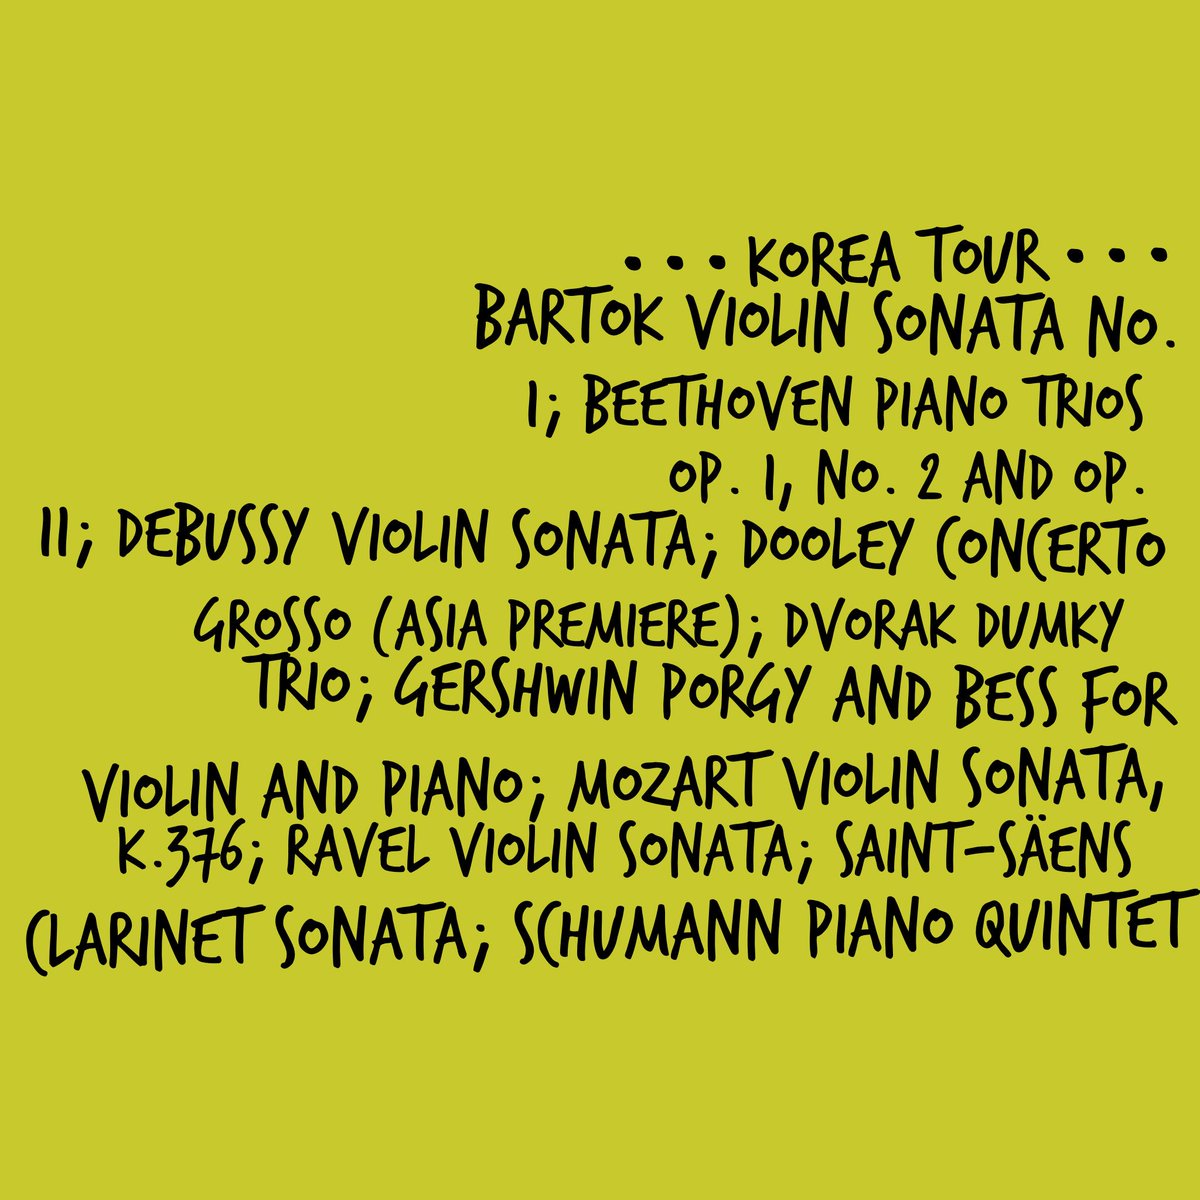 ••• KOREA TOUR •••
BARTOK VIOLIN SONATA NO.
1; BEETHOVEN PIANO TRIOS
OP. 1, NO. 2 AND OP.
11; DEBUSSY VIOLIN SONATA; DOOLEY CONCERTO
GROSSO (ASIA PREMIERE); DVORAK DUMKY
TRIO; GERSHWIN PORGY AND BESS FOR
VIOLIN AND PIANO; MOZART VIOLIN SONATA,
K.376; RAVEL VIOLIN SONATA; SAINT-SÄENS
CLARINET SONATA; SCHUMANN PIANO QUINTET